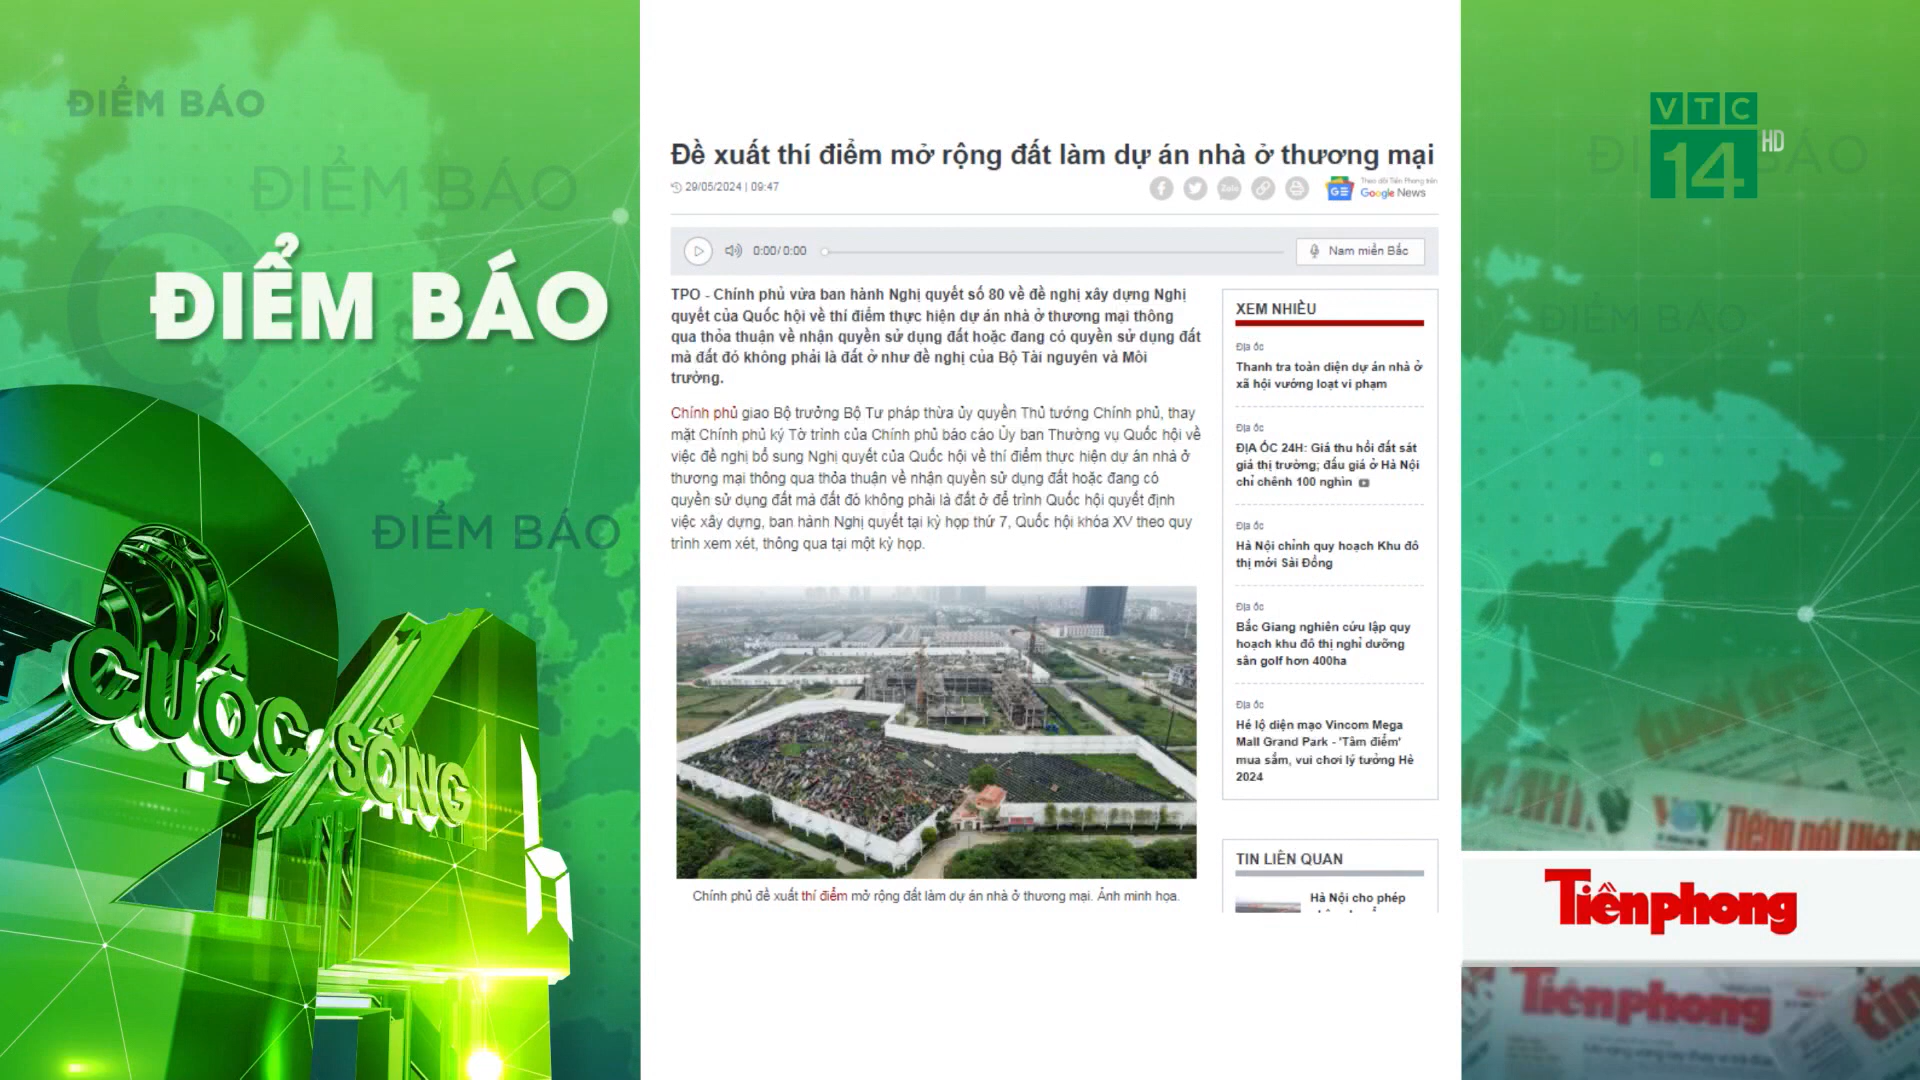 ĐIỂM BÁO
ĐIỂM BÁO
ĐIỂM BÁO
ĐIỂM BÁO
CUỘC SỐNG
24h
Đề xuất thí điểm mở rộng đất làm dự án nhà ở thương mại
29/05/2024 | 09:47
Zalo
Theo dõi Tiền Phong trên
Google News
0:00/ 0:00
Nam miền Bắc
TPO - Chính phủ vừa ban hành Nghị quyết số 80 về đề nghị xây dựng Nghị
quyết của Quốc hội về thí điểm thực hiện dự án nhà ở thương mại thông
qua thỏa thuận về nhận quyền sử dụng đất hoặc đang có quyền sử dụng đất
mà đất đó không phải là đất ở như đề nghị của Bộ Tài nguyên và Môi
trường.
Chính phủ giao Bộ trưởng Bộ Tư pháp thừa ủy quyền Thủ tướng Chính phủ, thay
mặt Chính phủ ký Tờ trình của Chính phủ báo cáo Ủy ban Thường vụ Quốc hội về
việc đề nghị bổ sung Nghị quyết của Quốc hội về thí điểm thực hiện dự án nhà ở
thương mại thông qua thỏa thuận về nhận quyền sử dụng đất hoặc đang có
quyền sử dụng đất mà đất đó không phải là đất ở để trình Quốc hội quyết định
việc xây dựng, ban hành Nghị quyết tại kỳ họp thứ 7, Quốc hội khóa XV theo quy
trình xem xét, thông qua tại một kỳ họp.
Chính phủ đề xuất thí điểm mở rộng đất làm dự án nhà ở thương mại. Ảnh minh họa.
XEM NHIỀU
Địa ốc
Thanh tra toàn diện dự án nhà ở
xã hội vướng loạt vi phạm
Địa ốc
ĐỊA ỐC 24H: Giá thu hồi đất sát
giá thị trường; đấu giá ở Hà Nội
chỉ chênh 100 nghìn
Địa ốc
Hà Nội chỉnh quy hoạch Khu đô
thị mới Sài Đồng
Địa ốc
Bắc Giang nghiên cứu lập quy
hoạch khu đô thị nghỉ dưỡng
sân golf hơn 400ha
Địa ốc
Hé lộ diện mạo Vincom Mega
Mall Grand Park - 'Tâm điểm'
mua sắm, vui chơi lý tưởng Hè
2024
TIN LIÊN QUAN
Hà Nội cho phép
VTC
14 HD
ĐIỂM BÁO
VOV
Tiếng nói Việt
Tiềnphong
Tiềnphong